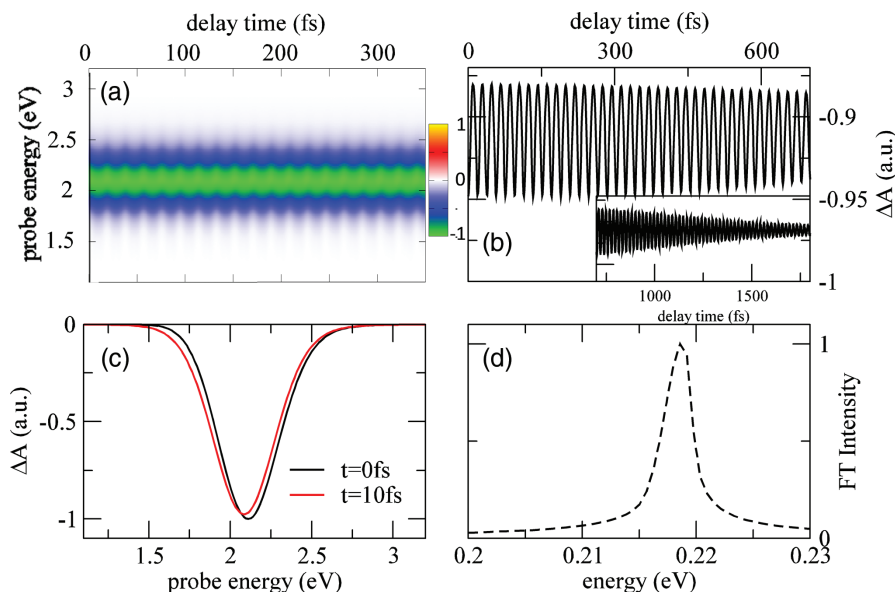 delay time (fs)
0 100 200 300
(a)
probe energy (eV)
3
2.5
2
1.5
1
0
-1
delay time (fs)
0 300 600
-0.9
-0.95
-1
ΔA (a.u.)
(b)
1000 1500
delay time (fs)
(c)
0
-0.5
-1
ΔA (a.u.)
t=0fs
t=10fs
1.5 2 2.5 3
probe energy (eV)
(d)
1
0
FT Intensity
0.2 0.21 0.22 0.23
energy (eV)